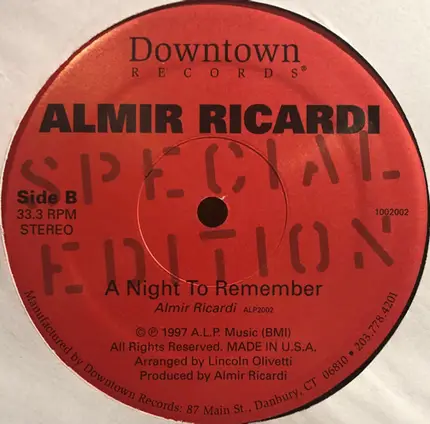 Downtown
RECORDS®
ALMIR RICARDI
SPECIAL
EDITION
Side B
33.3 RPM
STEREO
1002002
A Night To Remember
Almir Ricardi ALP2002
© ℗ 1997 A.L.P. Music (BMI)
All Rights Reserved. MADE IN U.S.A.
Arranged by Lincoln Olivetti
Produced by Almir Ricardi
Manufactured by Downtown Records: 87 Main St., Danbury, CT 06810 • 203.778.4201